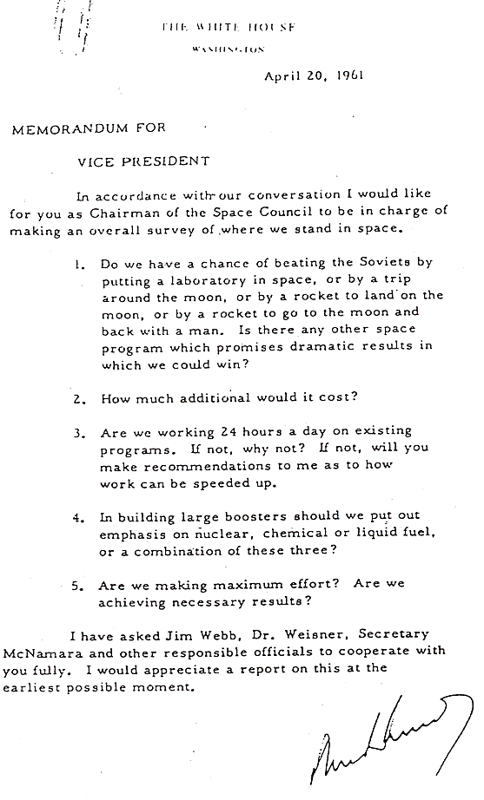 THE WHITE HOUSE
WASHINGTON
April 20, 1961
MEMORANDUM FOR
VICE PRESIDENT
In accordance with our conversation I would like
for you as Chairman of the Space Council to be in charge of
making an overall survey of where we stand in space.
1. Do we have a chance of beating the Soviets by
putting a laboratory in space, or by a trip
around the moon, or by a rocket to land on the
moon, or by a rocket to go to the moon and
back with a man. Is there any other space
program which promises dramatic results in
which we could win?
2. How much additional would it cost?
3. Are we working 24 hours a day on existing
programs. If not, why not? If not, will you
make recommendations to me as to how
work can be speeded up.
4. In building large boosters should we put out
emphasis on nuclear, chemical or liquid fuel,
or a combination of these three?
5. Are we making maximum effort? Are we
achieving necessary results?
I have asked Jim Webb, Dr. Weisner, Secretary
McNamara and other responsible officials to cooperate with
you fully. I would appreciate a report on this at the
earliest possible moment.